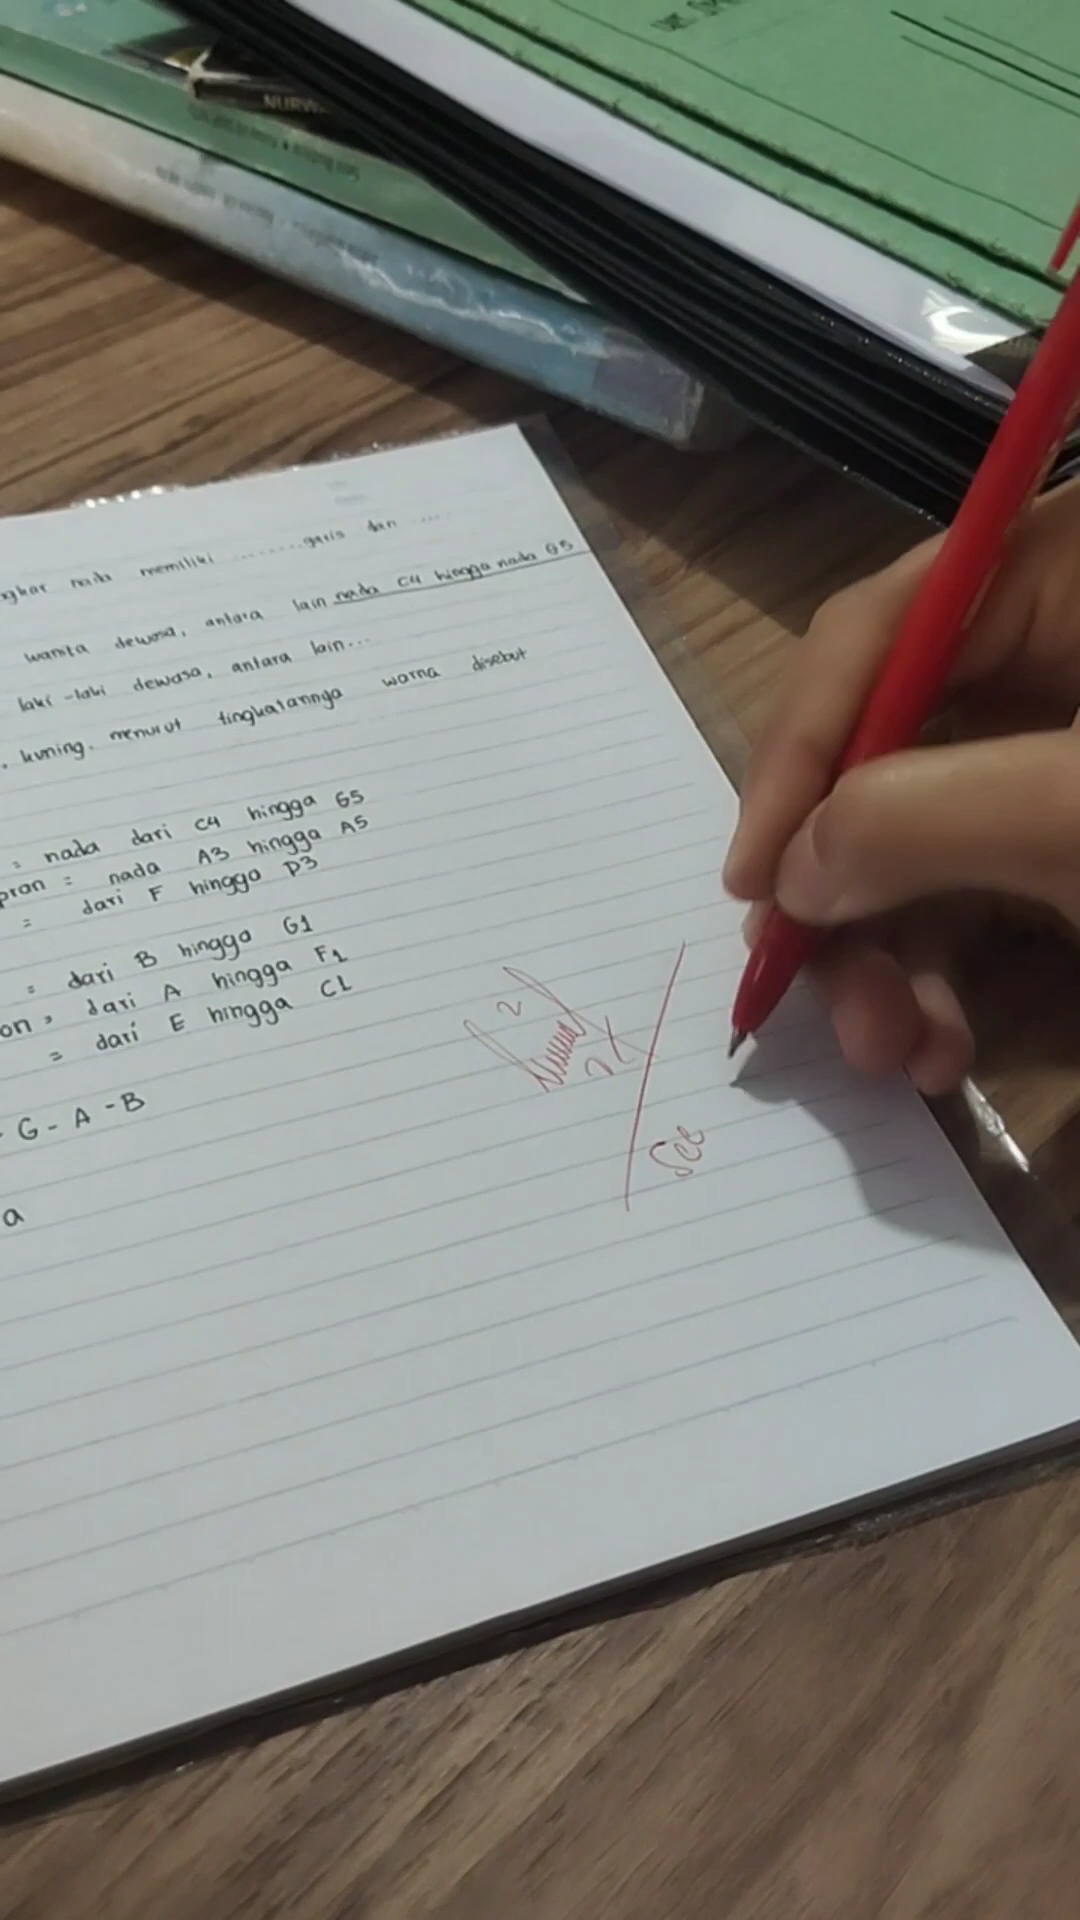 NURW
nada memiliki ......... garis dan .....
wanita dewasa, antara lain nada C4 hingga nada G5
laki-laki dewasa, antara lain...
, kuning. menurut tingkatannya warna disebut
= nada dari C4 hingga G5
pran = nada A3 hingga A5
= dari F hingga D3
= dari B hingga G1
on, dari A hingga F1
= dari E hingga C1
- G - A - B
a